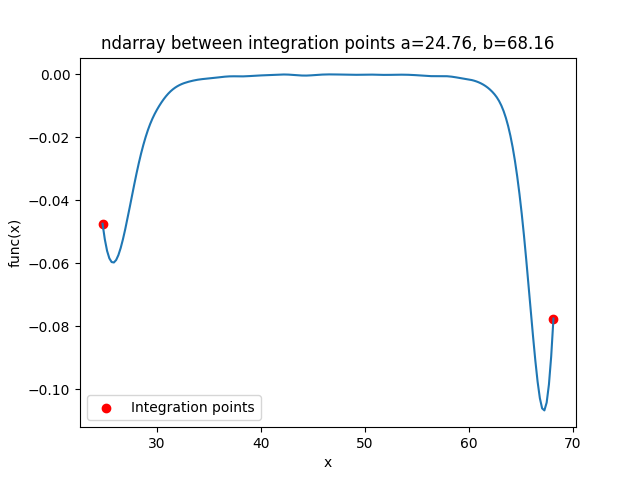 ndarray between integration points a=24.76, b=68.16
0.00
−0.02
−0.04
−0.06
−0.08
−0.10
func(x)
Integration points
30 40 50 60 70
x